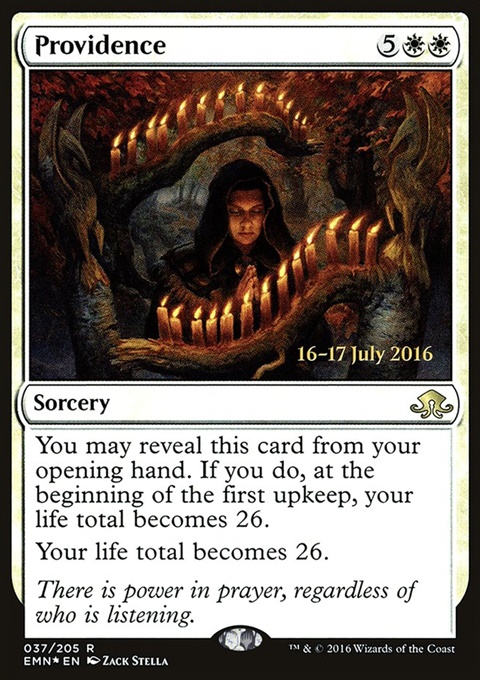 Providence 5
16–17 July 2016
Sorcery
You may reveal this card from your
opening hand. If you do, at the
beginning of the first upkeep, your
life total becomes 26.
Your life total becomes 26.
There is power in prayer, regardless of
who is listening.
037/205 R
EMN★EN Zack Stella
™ & © 2016 Wizards of the Coast